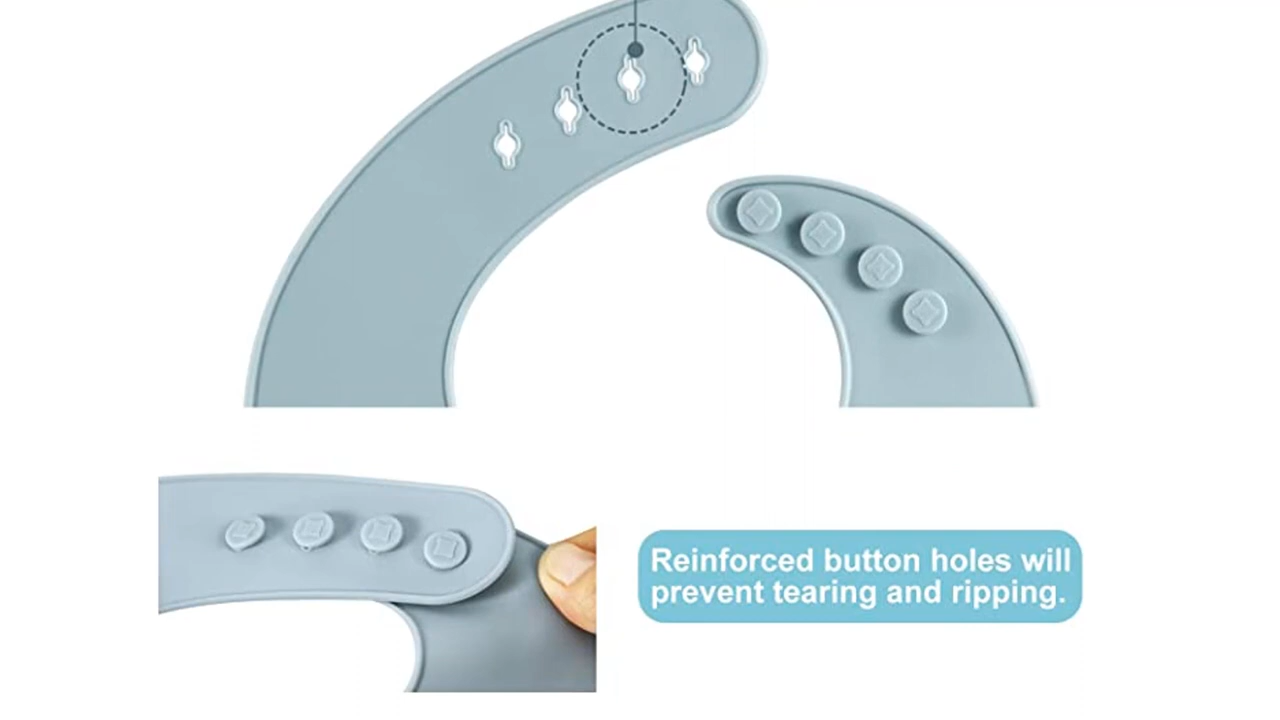 Reinforced button holes will
prevent tearing and ripping.